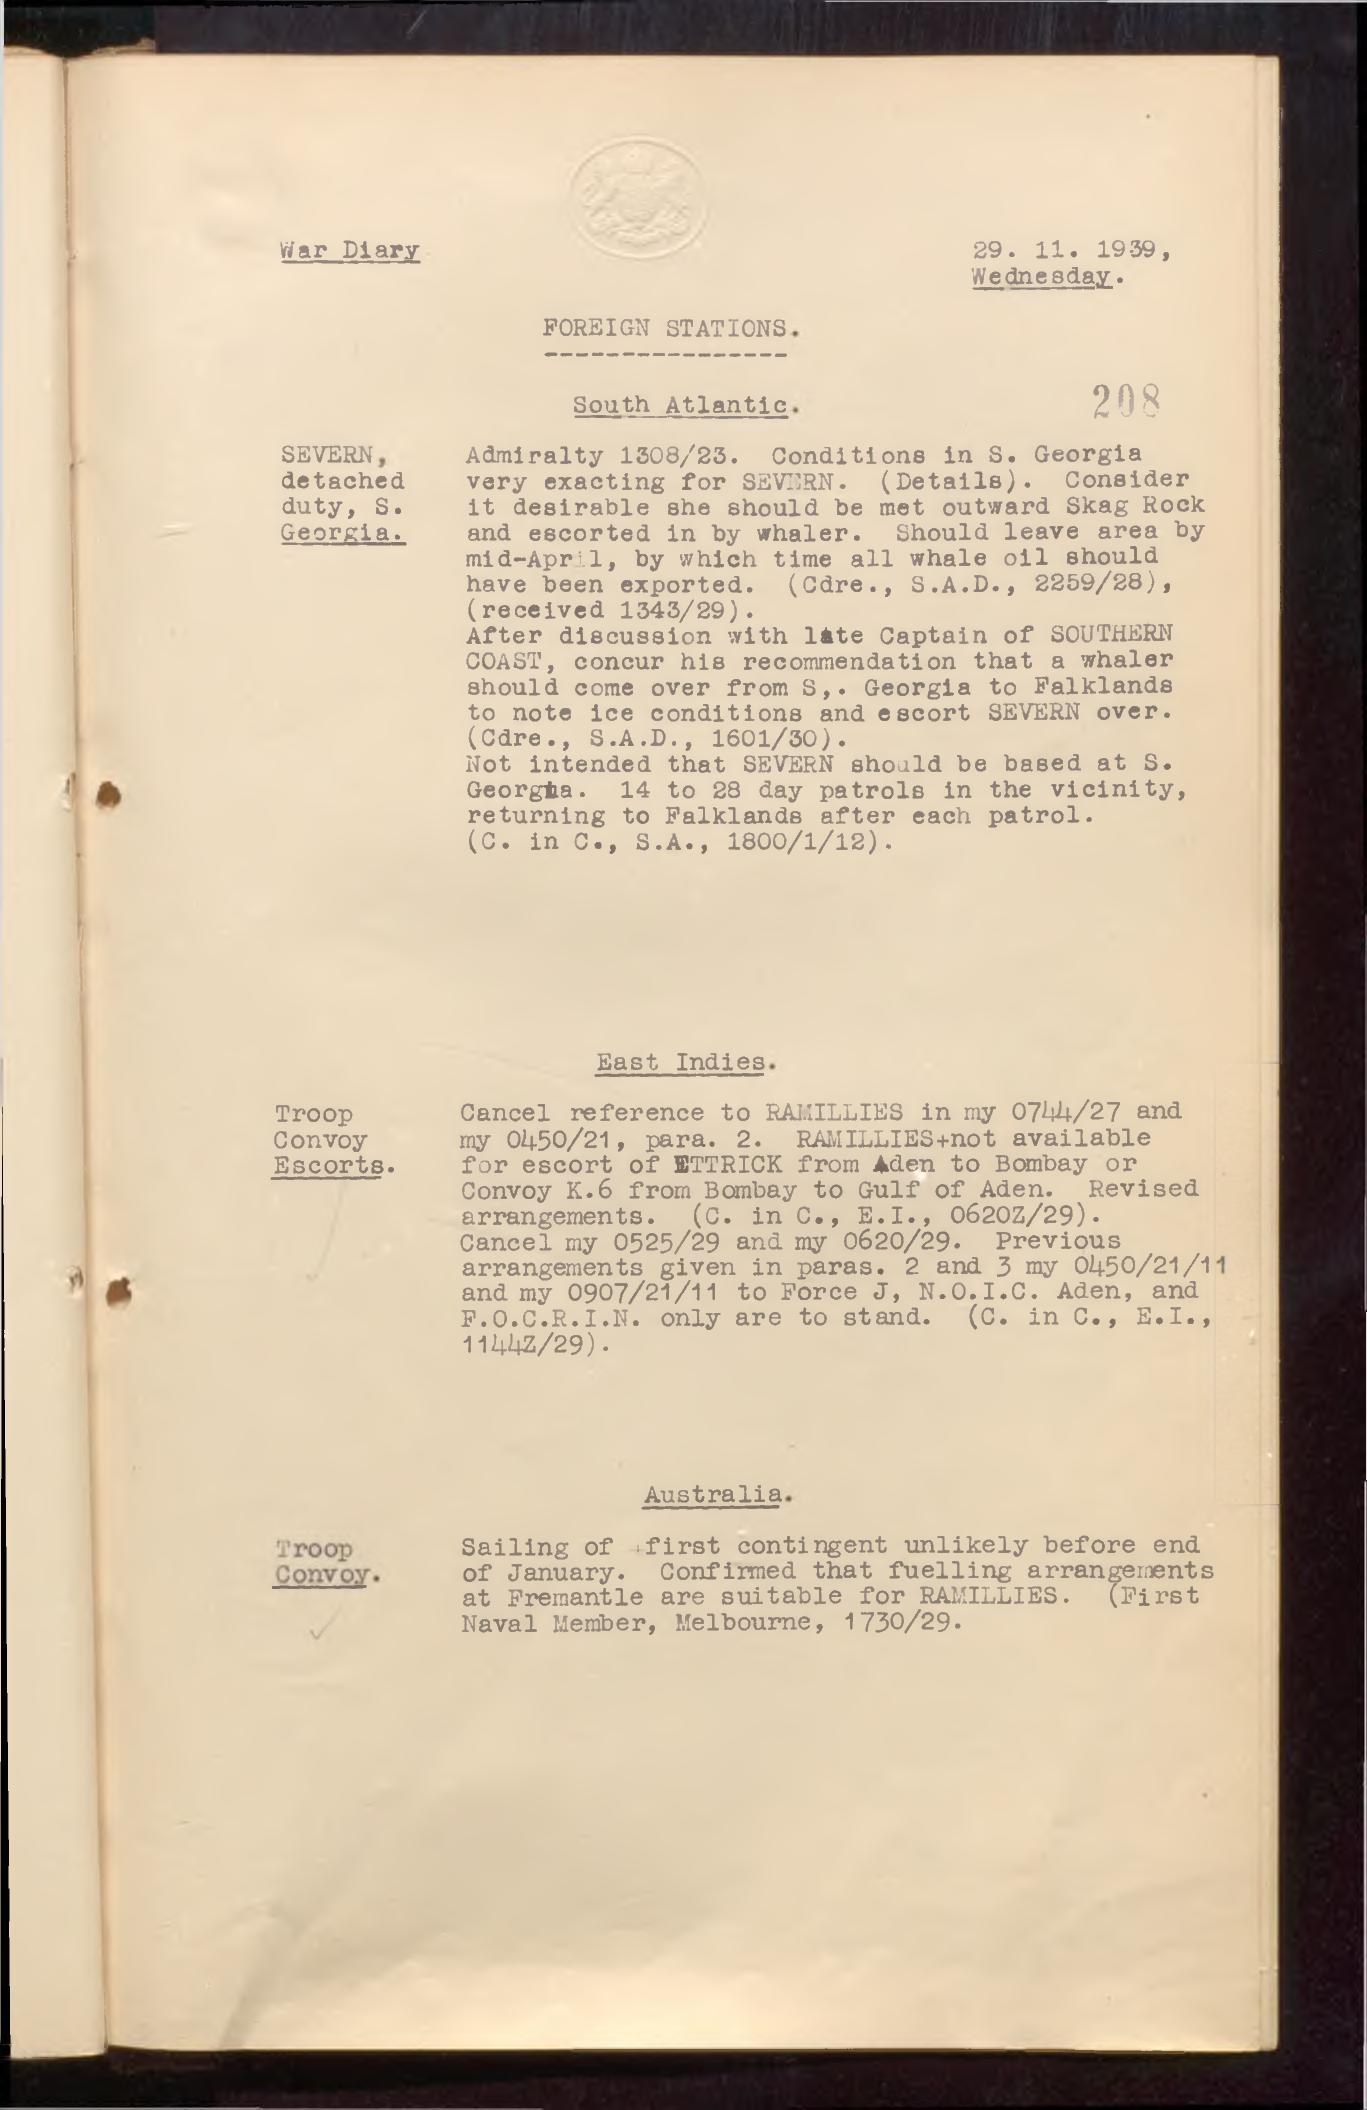 War Diary
29. 11. 1939,
Wednesday.
FOREIGN STATIONS.
-----------------
South Atlantic.
208
SEVERN,
detached
duty, S.
Georgia.
Admiralty 1308/23. Conditions in S. Georgia
very exacting for SEVERN. (Details). Consider
it desirable she should be met outward Skag Rock
and escorted in by whaler. Should leave area by
mid-April, by which time all whale oil should
have been exported. (Cdre., S.A.D., 2259/28),
(received 1343/29).
After discussion with late Captain of SOUTHERN
COAST, concur his recommendation that a whaler
should come over from S,. Georgia to Falklands
to note ice conditions and escort SEVERN over.
(Cdre., S.A.D., 1601/30).
Not intended that SEVERN should be based at S.
Georgia. 14 to 28 day patrols in the vicinity,
returning to Falklands after each patrol.
(C. in C., S.A., 1800/1/12).
East Indies.
Troop
Convoy
Escorts.
Cancel reference to RAMILLIES in my 0744/27 and
my 0450/21, para. 2. RAMILLIES+not available
for escort of ETTRICK from Aden to Bombay or
Convoy K.6 from Bombay to Gulf of Aden. Revised
arrangements. (C. in C., E.I., 0620Z/29).
Cancel my 0525/29 and my 0620/29. Previous
arrangements given in paras. 2 and 3 my 0450/21/11
and my 0907/21/11 to Force J, N.O.I.C. Aden, and
F.O.C.R.I.N. only are to stand. (C. in C., E.I.,
1144Z/29).
Australia.
Troop
Convoy.
Sailing of first contingent unlikely before end
of January. Confirmed that fuelling arrangements
at Fremantle are suitable for RAMILLIES. (First
Naval Member, Melbourne, 1730/29.